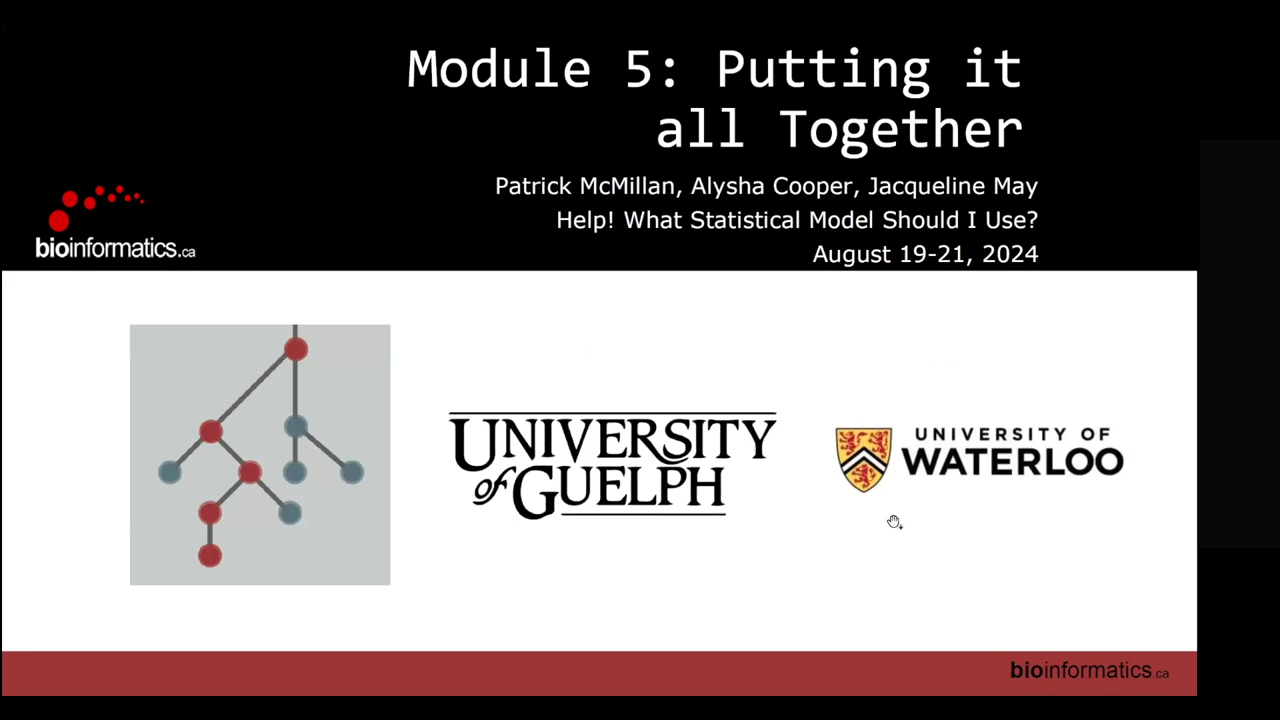 Module 5: Putting it
all Together
Patrick McMillan, Alysha Cooper, Jacqueline May
Help! What Statistical Model Should I Use?
August 19-21, 2024
bioinformatics.ca
UNIVERSITY
of GUELPH
UNIVERSITY OF
WATERLOO
bioinformatics.ca